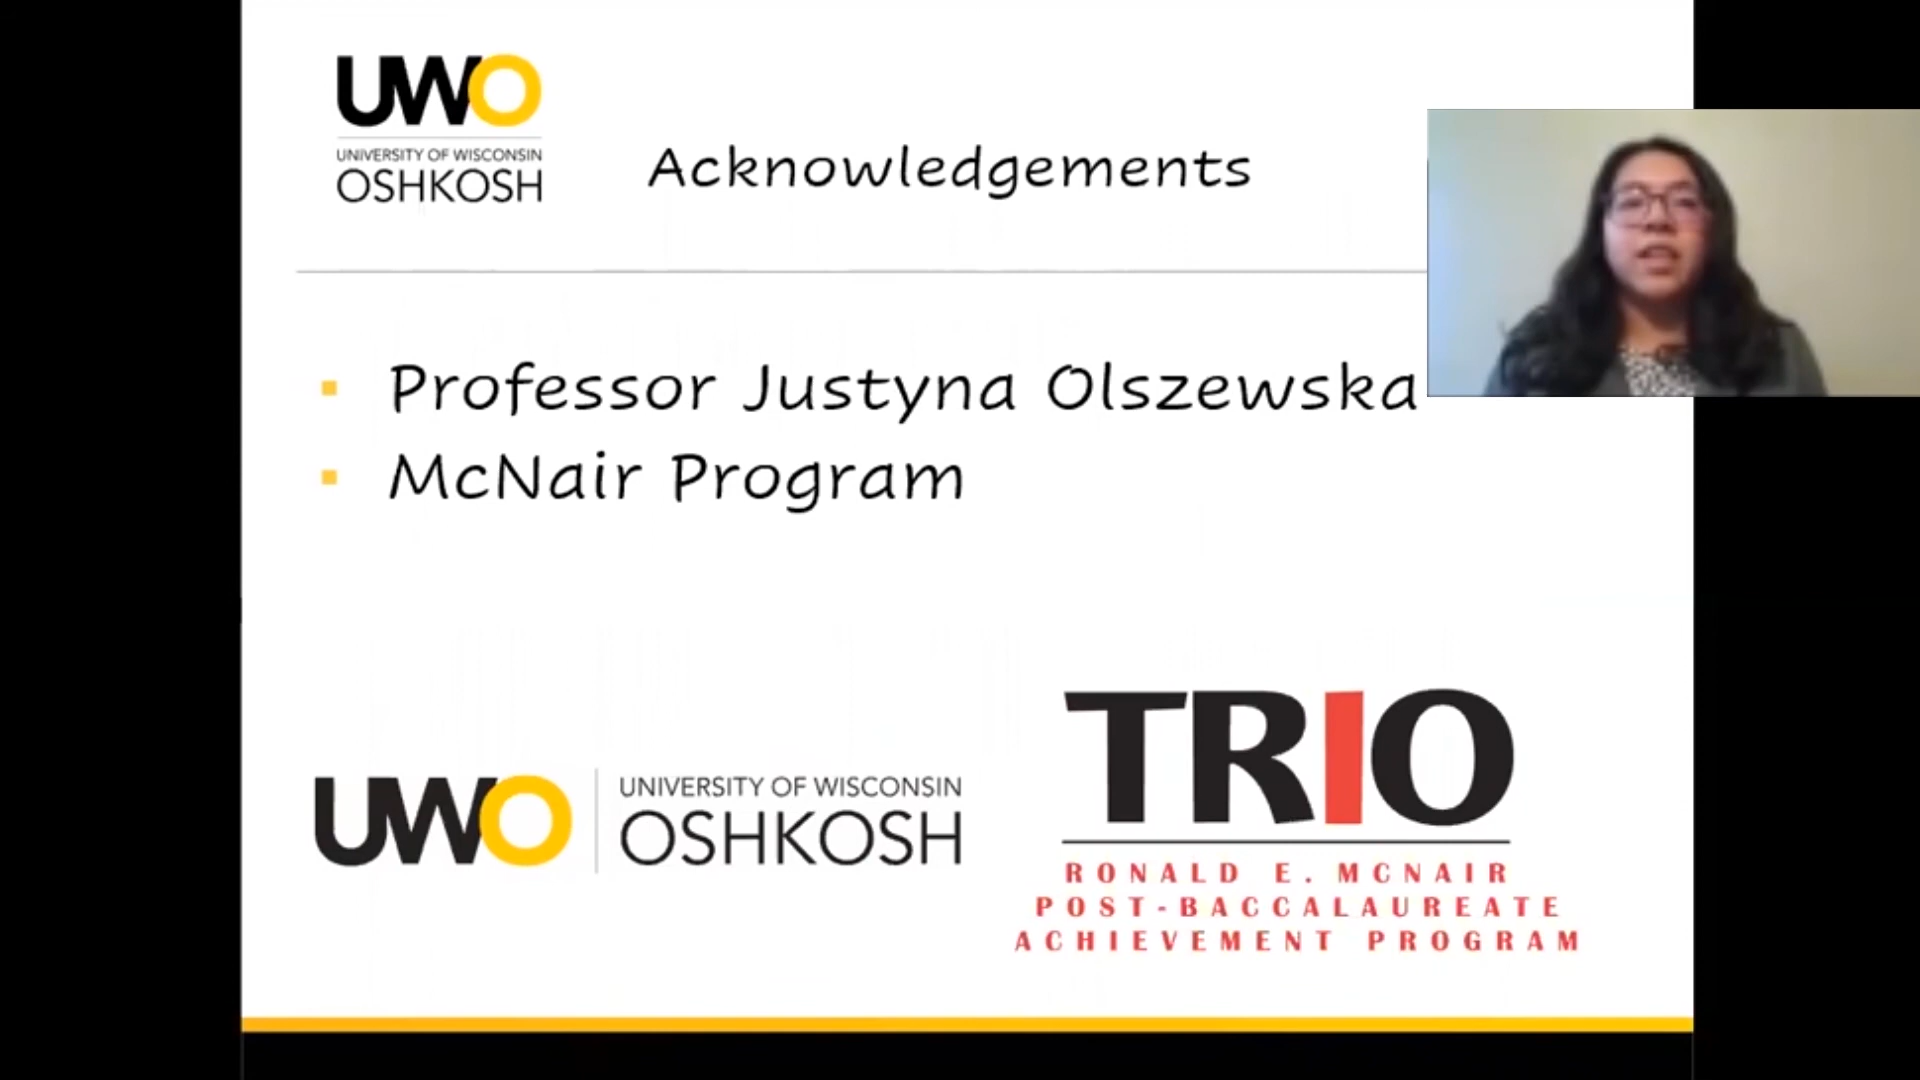 UWO
UNIVERSITY OF WISCONSIN
OSHKOSH
Acknowledgements
Professor Justyna Olszewska
McNair Program
UWO
UNIVERSITY OF WISCONSIN
OSHKOSH
TRIO
RONALD E. MCNAIR
POST-BACCALAUREATE
ACHIEVEMENT PROGRAM